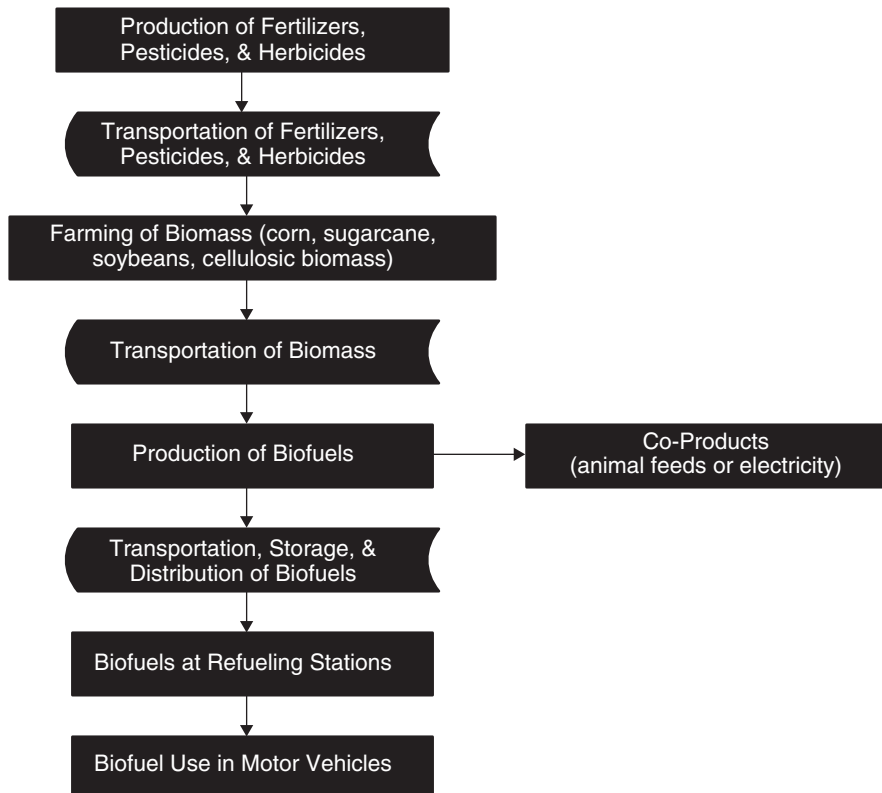 Production of Fertilizers,
Pesticides, & Herbicides
Transportation of Fertilizers,
Pesticides, & Herbicides
Farming of Biomass (corn, sugarcane,
soybeans, cellulosic biomass)
Transportation of Biomass
Production of Biofuels
Co-Products
(animal feeds or electricity)
Transportation, Storage, &
Distribution of Biofuels
Biofuels at Refueling Stations
Biofuel Use in Motor Vehicles